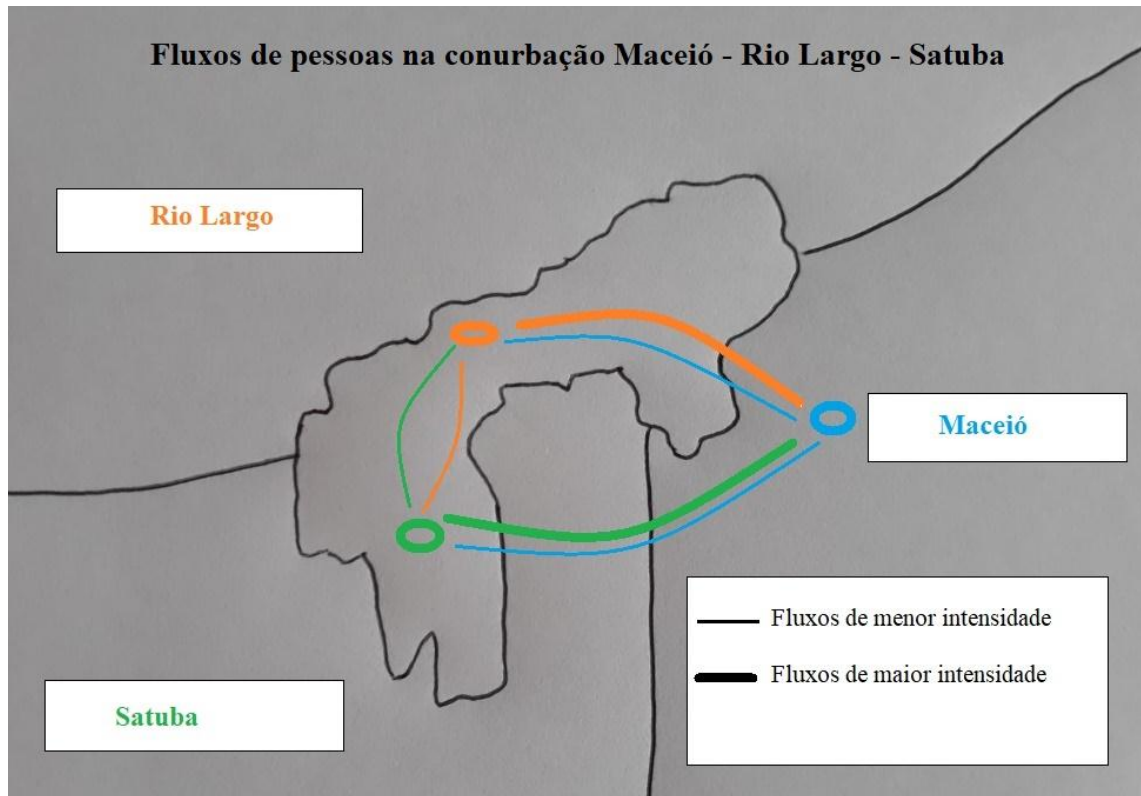 Fluxos de pessoas na conurbação Maceió - Rio Largo - Satuba
Rio Largo
Maceió
Fluxos de menor intensidade
Fluxos de maior intensidade
Satuba